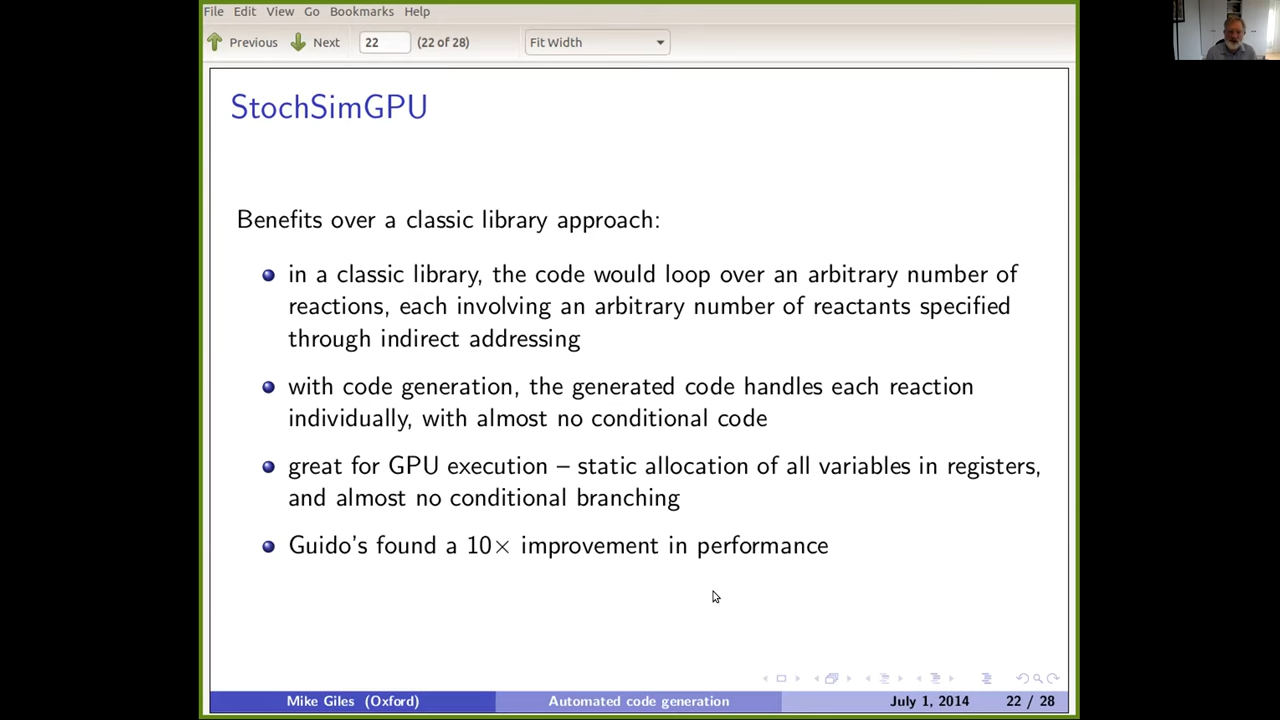 File Edit View Go Bookmarks Help
Previous Next 22 (22 of 28) Fit Width
StochSimGPU
Benefits over a classic library approach:
in a classic library, the code would loop over an arbitrary number of
reactions, each involving an arbitrary number of reactants specified
through indirect addressing
with code generation, the generated code handles each reaction
individually, with almost no conditional code
great for GPU execution – static allocation of all variables in registers,
and almost no conditional branching
Guido's found a 10× improvement in performance
Mike Giles (Oxford) Automated code generation July 1, 2014 22 / 28